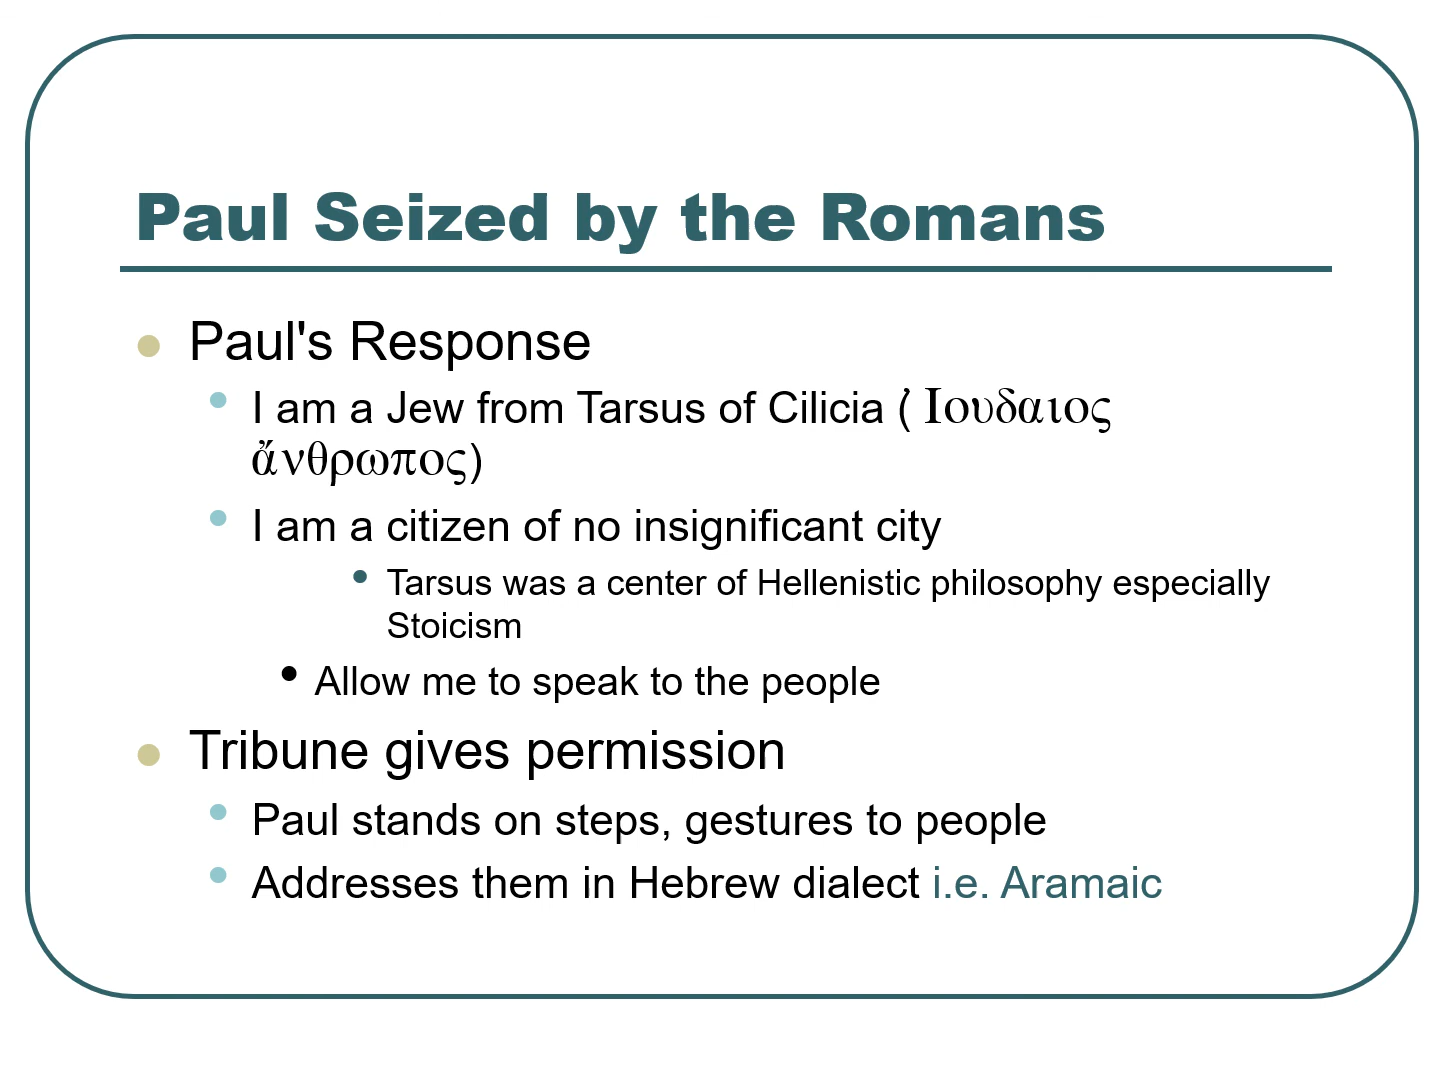 Paul Seized by the Romans
● Paul's Response
• I am a Jew from Tarsus of Cilicia (᾿Ιουδαιος
ἄνθρωπος)
• I am a citizen of no insignificant city
• Tarsus was a center of Hellenistic philosophy especially
Stoicism
• Allow me to speak to the people
● Tribune gives permission
• Paul stands on steps, gestures to people
• Addresses them in Hebrew dialect i.e. Aramaic